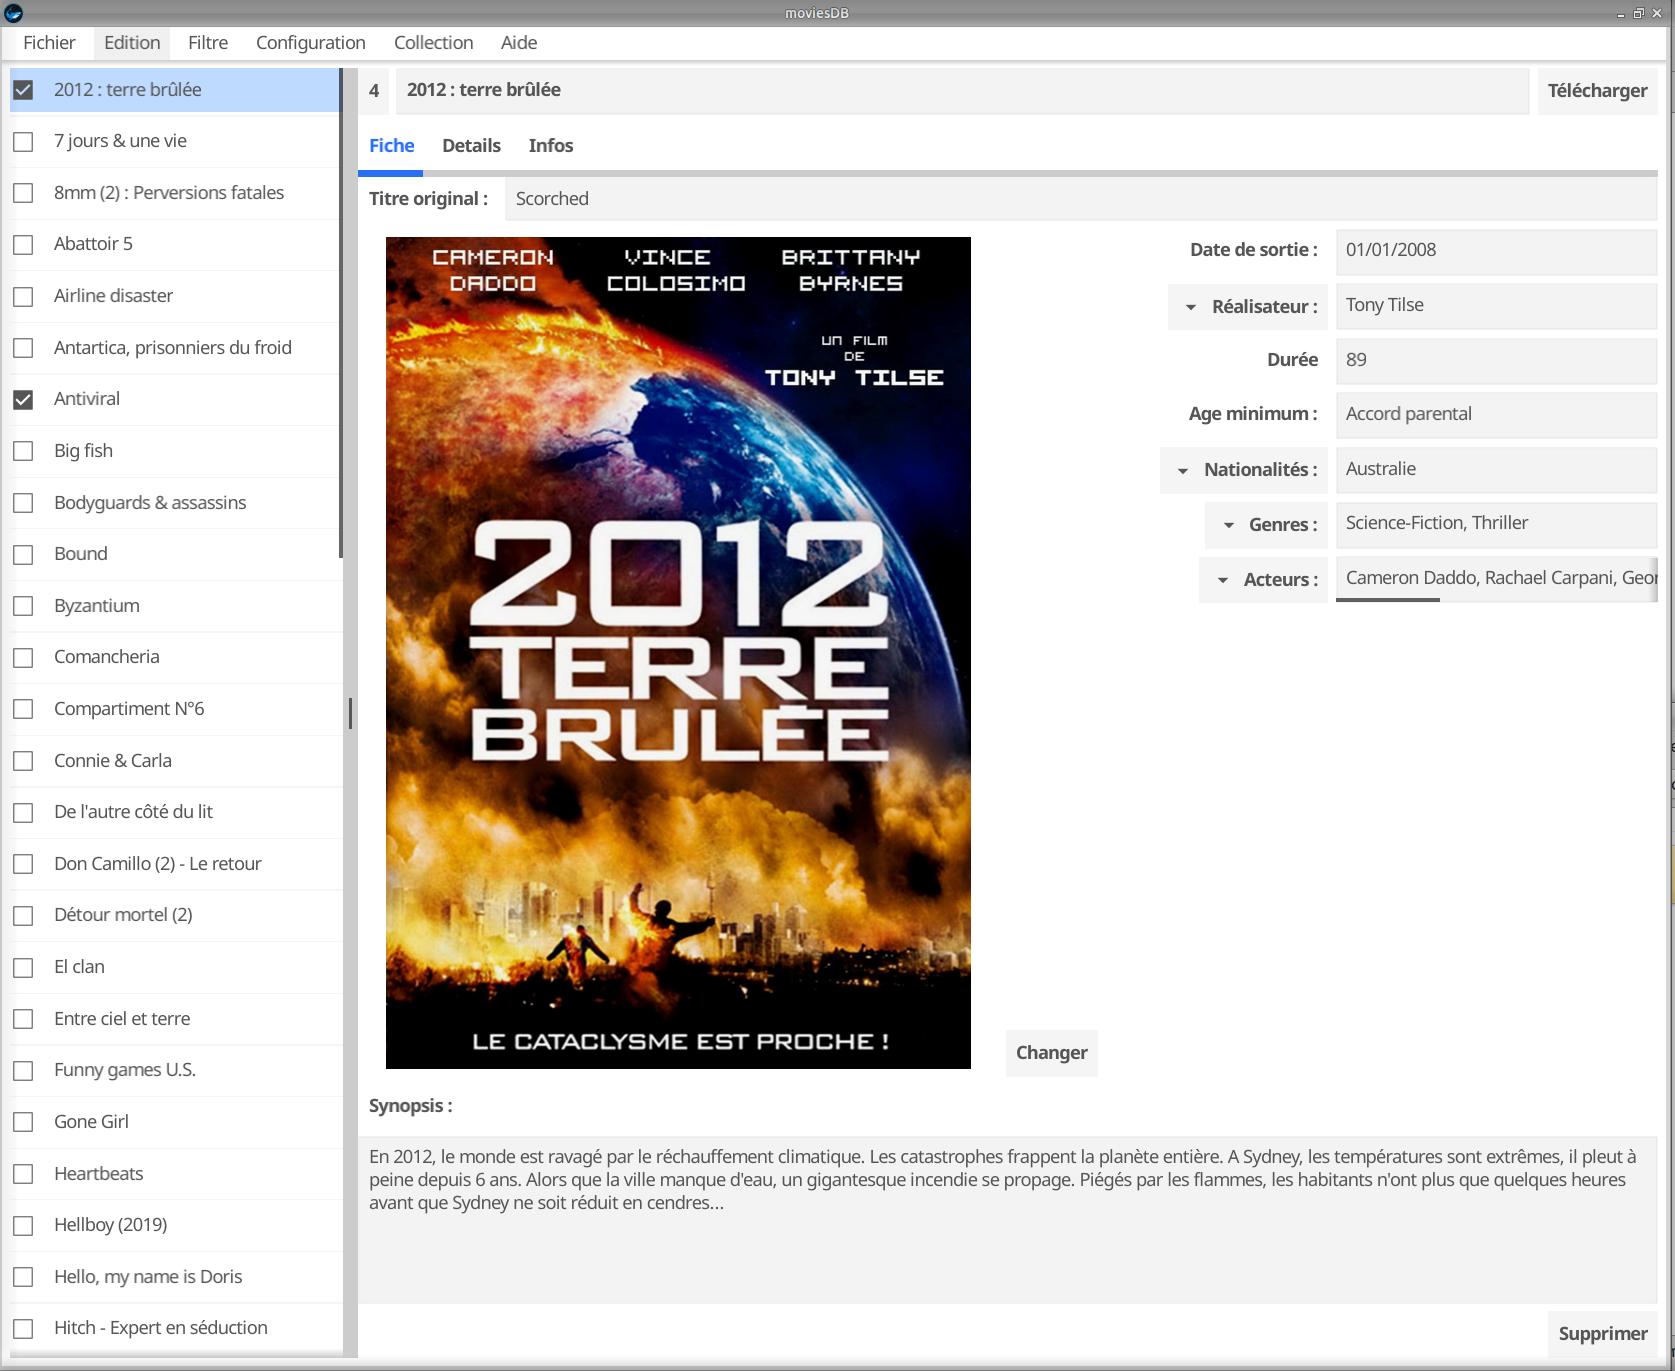 moviesDB
Fichier Edition Filtre Configuration Collection Aide
2012 : terre brûlée
7 jours & une vie
8mm (2) : Perversions fatales
Abattoir 5
Airline disaster
Antartica, prisonniers du froid
Antiviral
Big fish
Bodyguards & assassins
Bound
Byzantium
Comancheria
Compartiment N°6
Connie & Carla
De l'autre côté du lit
Don Camillo (2) - Le retour
Détour mortel (2)
El clan
Entre ciel et terre
Funny games U.S.
Gone Girl
Heartbeats
Hellboy (2019)
Hello, my name is Doris
Hitch - Expert en séduction
4 2012 : terre brûlée Télécharger
Fiche Details Infos
Titre original : Scorched
CAMERON DADDO
VINCE COLOSIMO
BRITTANY BYRNES
UN FILM
DE
TONY TILSE
2012
TERRE
BRULÉE
LE CATACLYSME EST PROCHE !
Date de sortie : 01/01/2008
Réalisateur : Tony Tilse
Durée 89
Age minimum : Accord parental
Nationalités : Australie
Genres : Science-Fiction, Thriller
Acteurs : Cameron Daddo, Rachael Carpani, Geor
Changer
Synopsis :
En 2012, le monde est ravagé par le réchauffement climatique. Les catastrophes frappent la planète entière. A Sydney, les températures sont extrêmes, il pleut à
peine depuis 6 ans. Alors que la ville manque d'eau, un gigantesque incendie se propage. Piégés par les flammes, les habitants n'ont plus que quelques heures
avant que Sydney ne soit réduit en cendres...
Supprimer